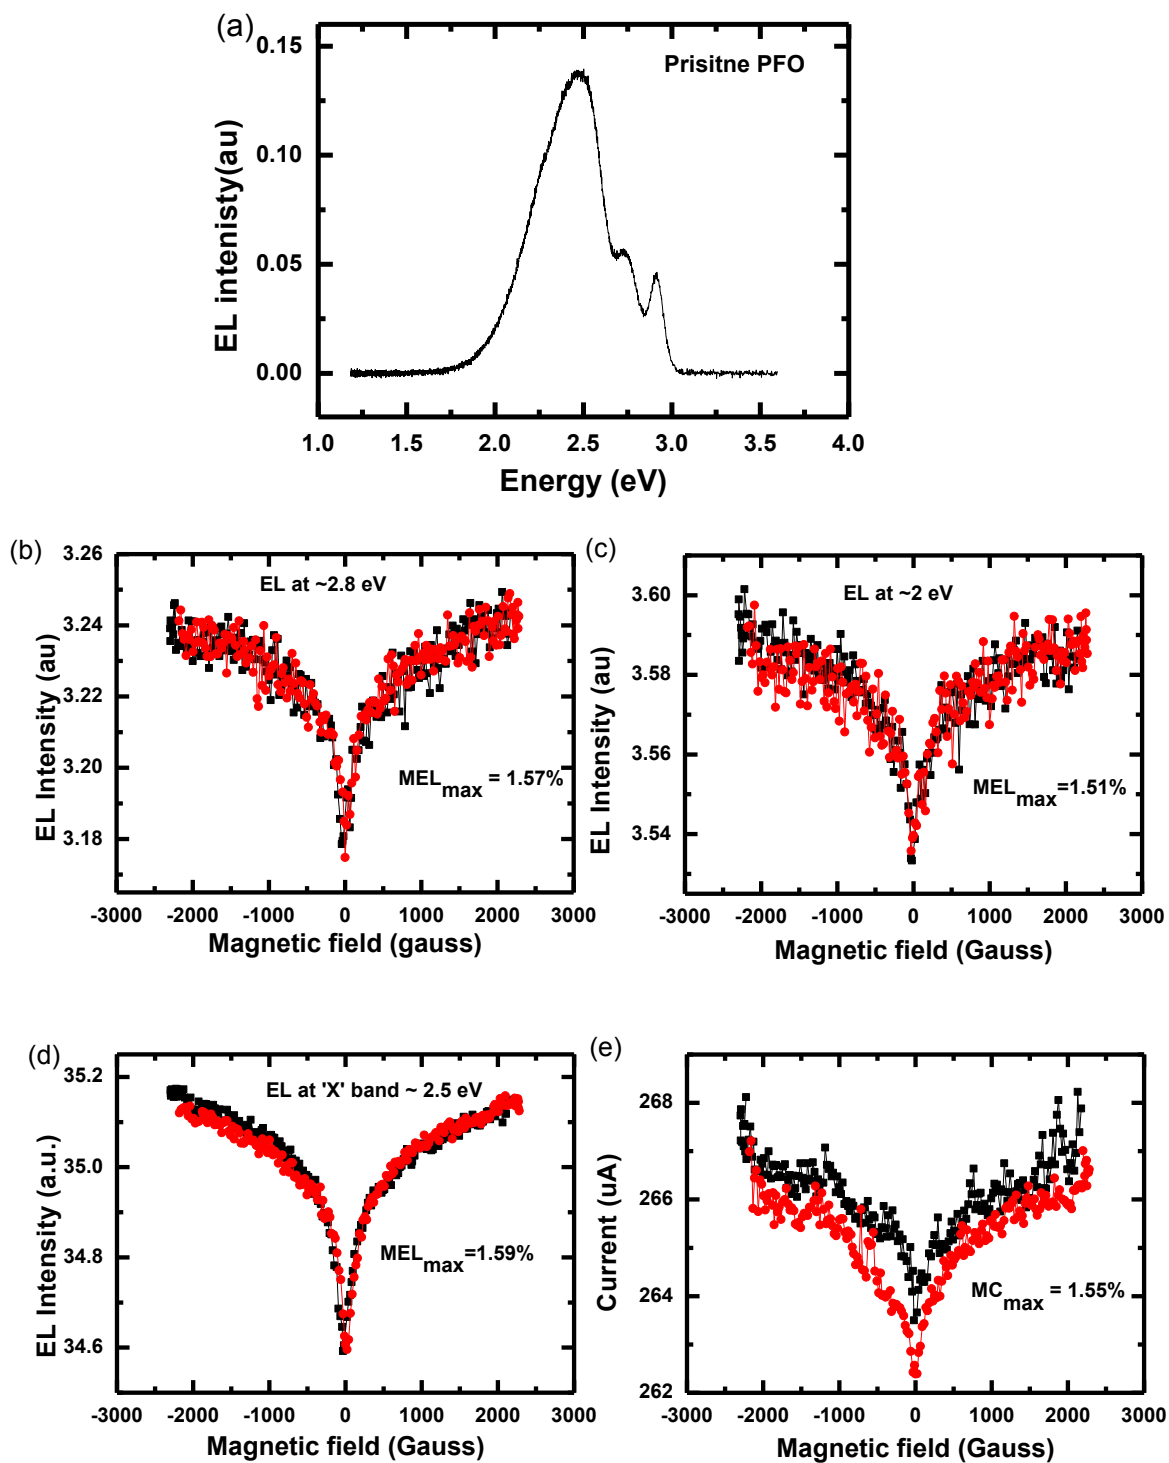 (a)
Prisitne PFO
EL intenisty(au)
0.15
0.10
0.05
0.00
1.0 1.5 2.0 2.5 3.0 3.5 4.0
Energy (eV)
(b)
EL at ~2.8 eV
EL Intensity (au)
3.26
3.24
3.22
3.20
3.18
MELmax = 1.57%
-3000 -2000 -1000 0 1000 2000 3000
Magnetic field (gauss)
(c)
EL at ~2 eV
EL Intensity (au)
3.60
3.58
3.56
3.54
MELmax=1.51%
-3000 -2000 -1000 0 1000 2000 3000
Magnetic field (Gauss)
(d)
EL at 'X' band ~ 2.5 eV
EL Intensity (a.u.)
35.2
35.0
34.8
34.6
MELmax=1.59%
-3000 -2000 -1000 0 1000 2000 3000
Magnetic field (Gauss)
(e)
Current (uA)
268
266
264
262
MCmax = 1.55%
-3000 -2000 -1000 0 1000 2000 3000
Magnetic field (Gauss)